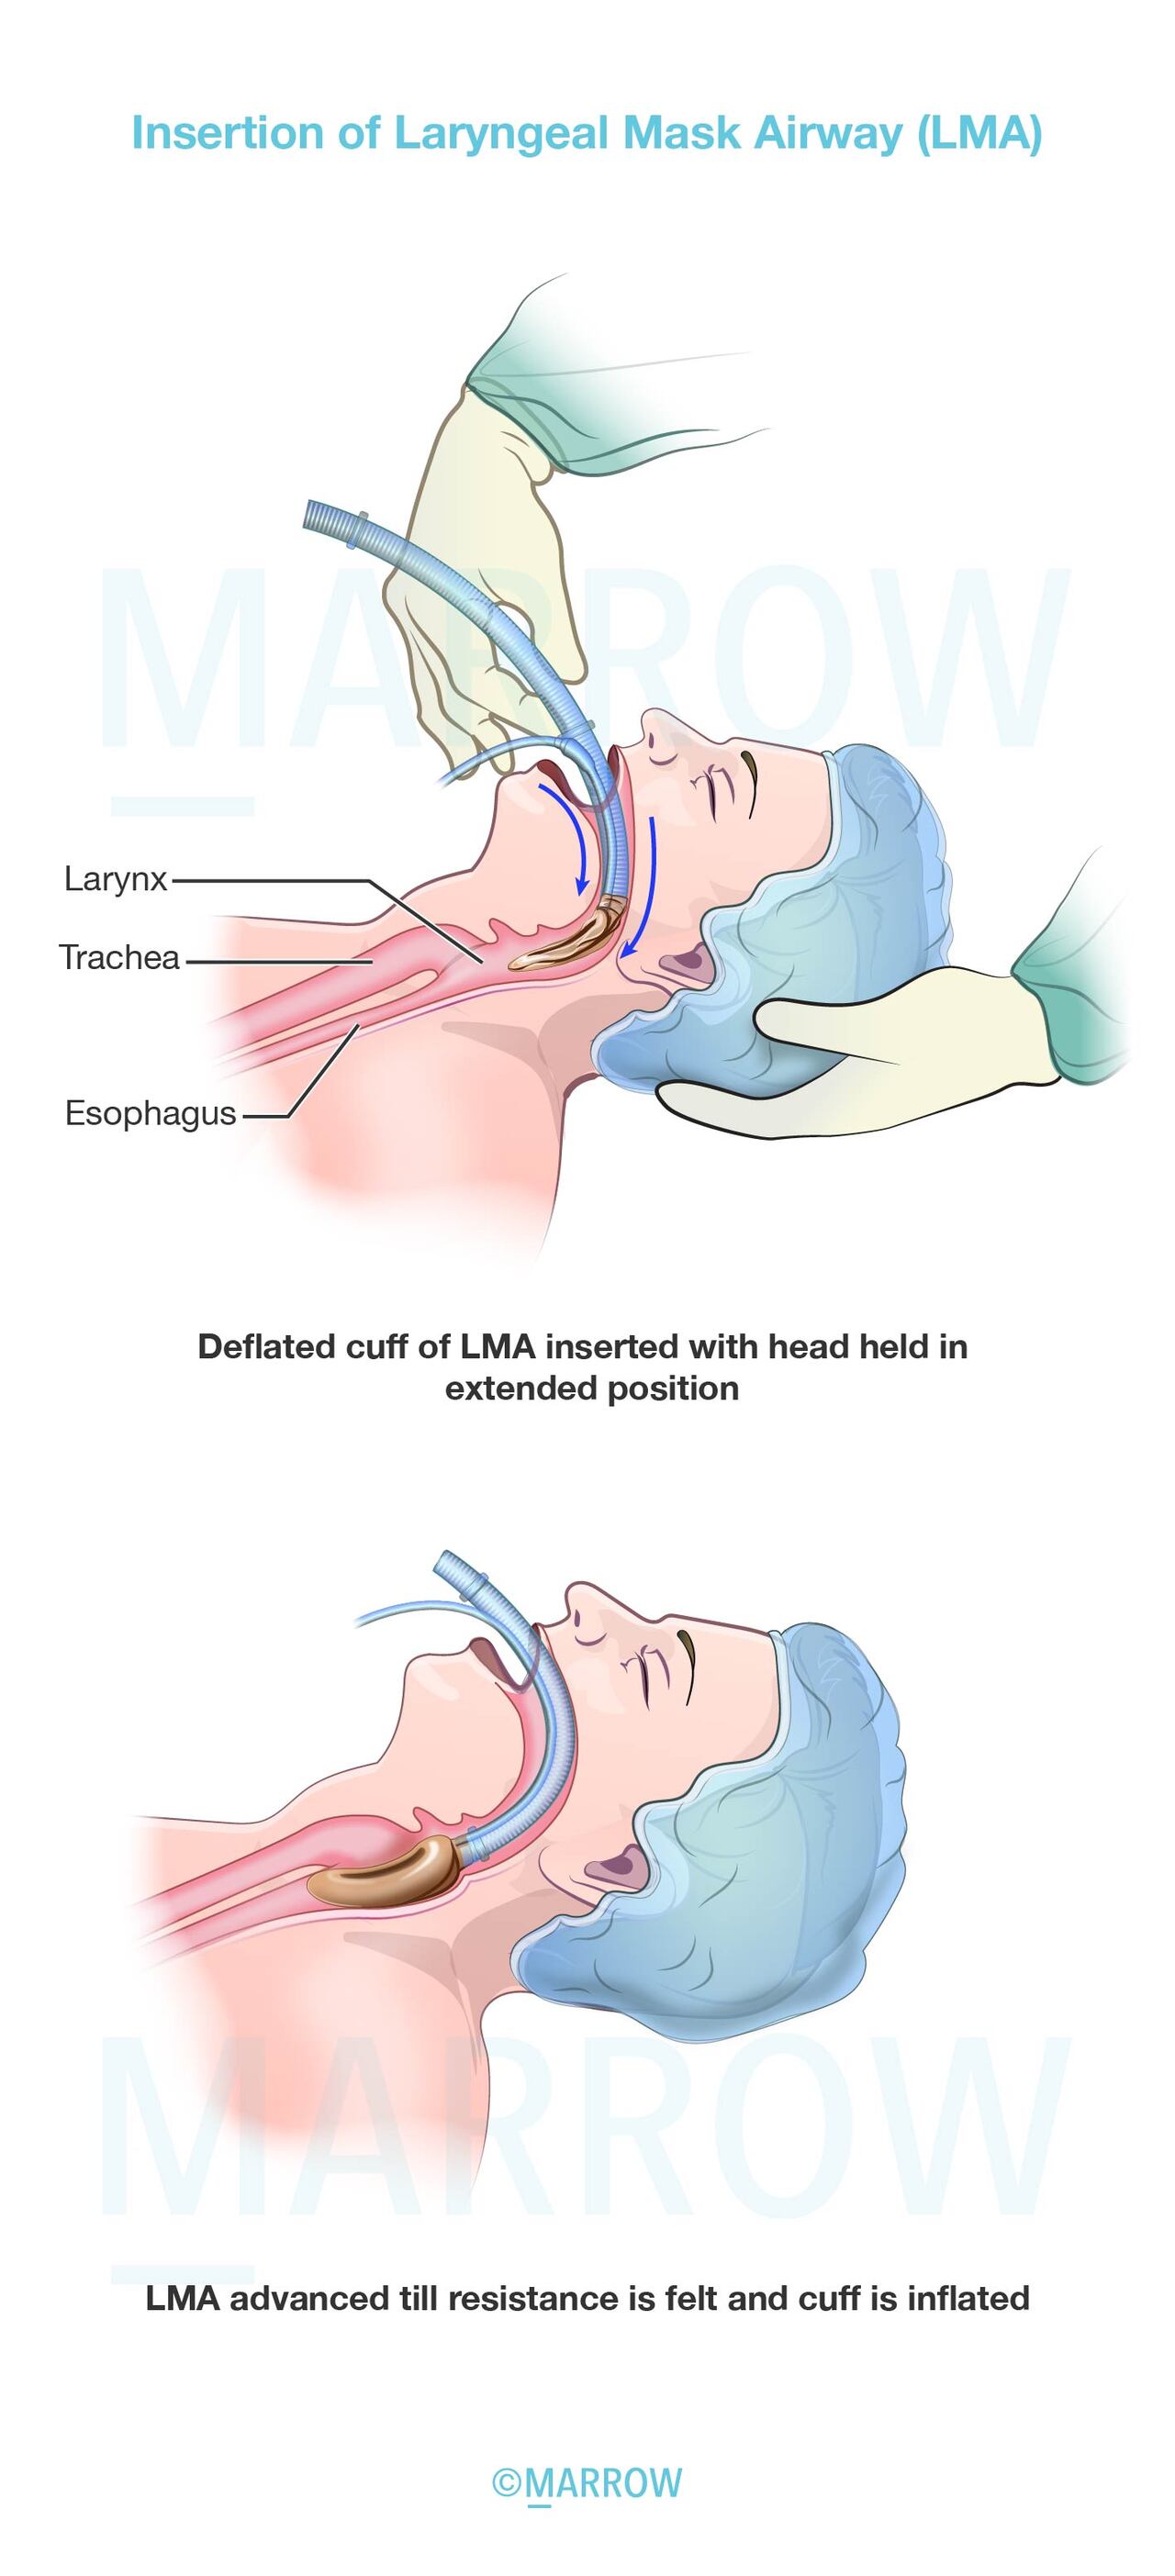 Insertion of Laryngeal Mask Airway (LMA)
MARROW
Larynx
Trachea
Esophagus
Deflated cuff of LMA inserted with head held in
extended position
MARROW
LMA advanced till resistance is felt and cuff is inflated
©MARROW